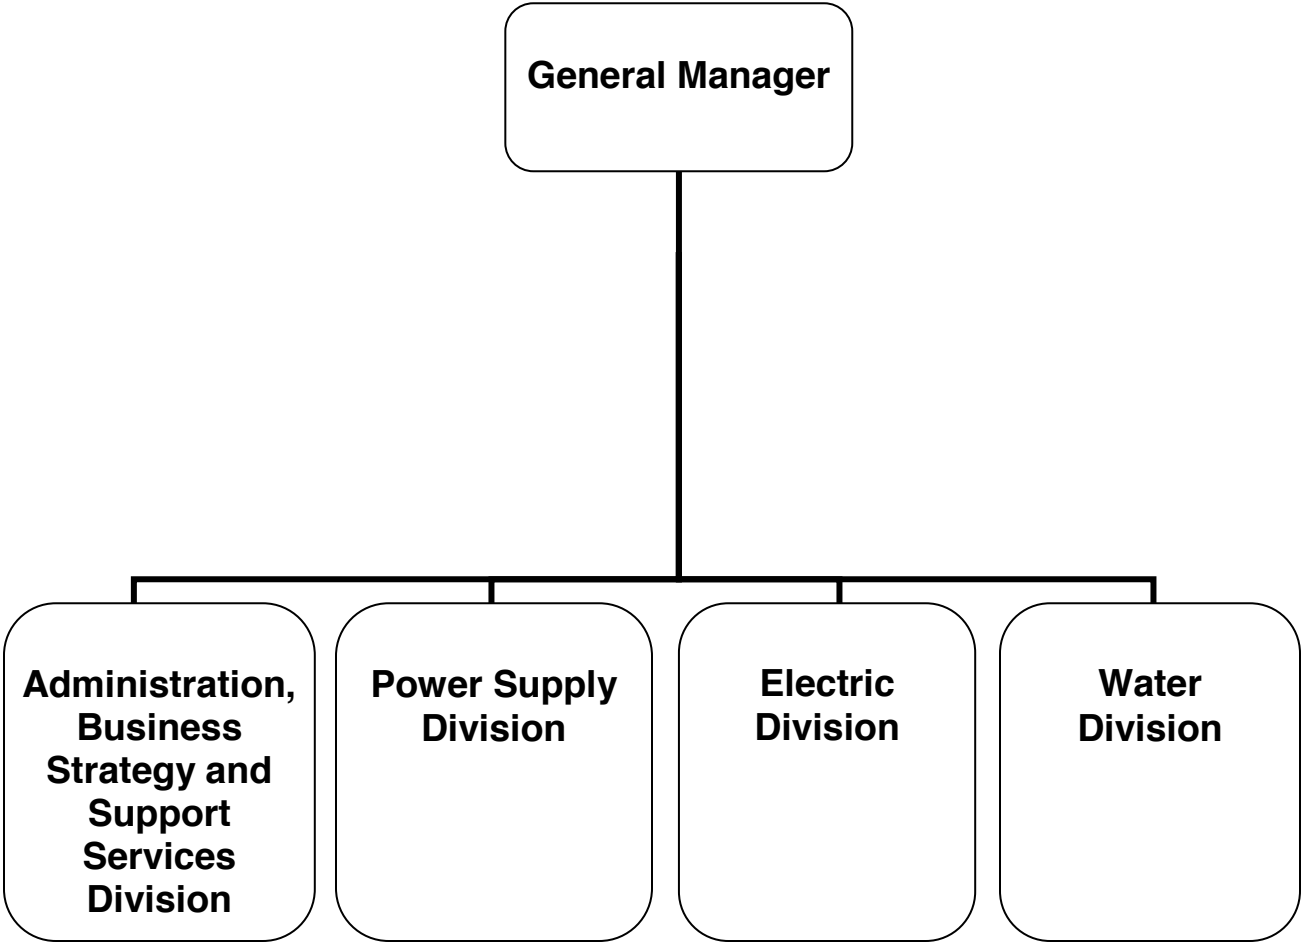 General Manager
Administration,
Business
Strategy and
Support
Services
Division
Power Supply
Division
Electric
Division
Water
Division